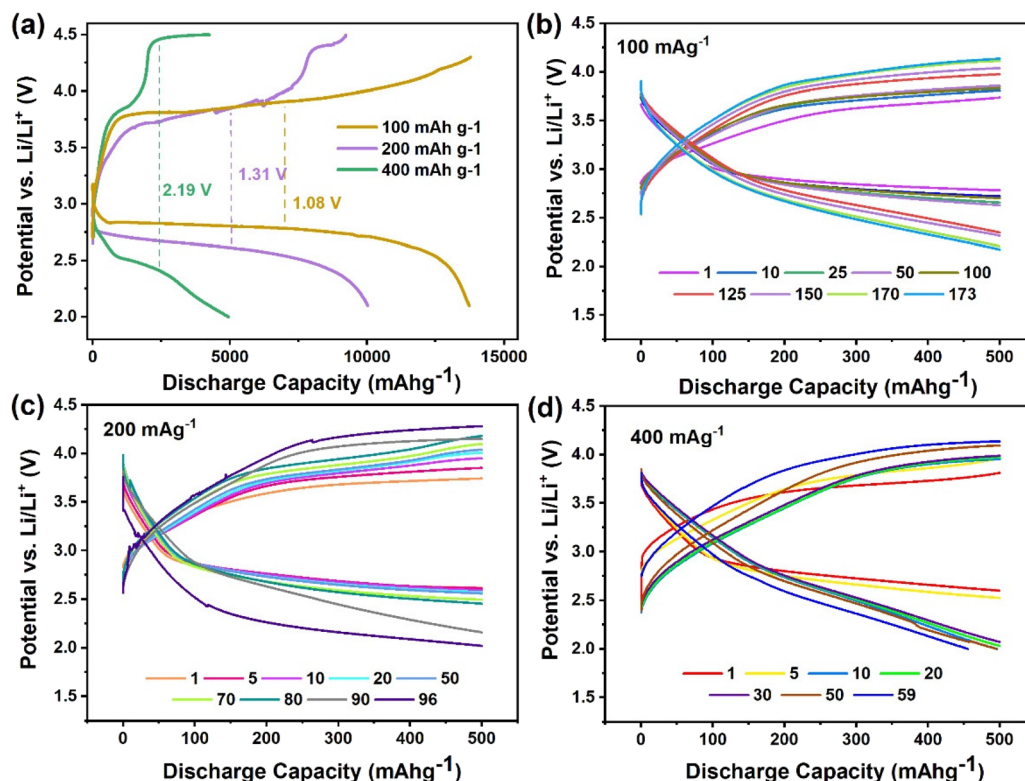 (a)
Potential vs. Li/Li⁺ (V)
4.5
4.0
3.5
3.0
2.5
2.0
100 mAh g-1
200 mAh g-1
400 mAh g-1
2.19 V
1.31 V
1.08 V
0
5000
10000
15000
Discharge Capacity (mAhg⁻¹)
(b)
100 mAg⁻¹
Potential vs. Li/Li⁺ (V)
4.5
4.0
3.5
3.0
2.5
2.0
1.5
1 10 25 50 100
125 150 170 173
0 100 200 300 400 500
Discharge Capacity (mAhg⁻¹)
(c)
200 mAg⁻¹
Potential vs. Li/Li⁺ (V)
4.5
4.0
3.5
3.0
2.5
2.0
1.5
1 5 10 20 50
70 80 90 96
0 100 200 300 400 500
Discharge Capacity (mAhg⁻¹)
(d)
400 mAg⁻¹
Potential vs. Li/Li⁺ (V)
4.5
4.0
3.5
3.0
2.5
2.0
1.5
1 5 10 20
30 50 59
0 100 200 300 400 500
Discharge Capacity (mAhg⁻¹)